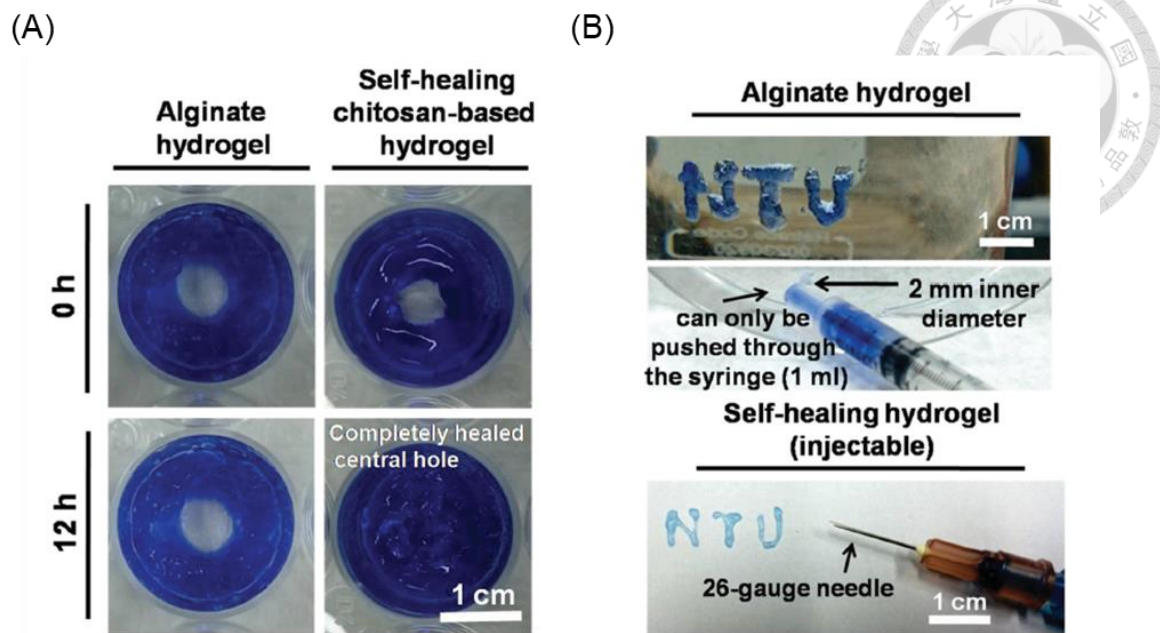 (A)
Alginate
hydrogel
Self-healing
chitosan-based
hydrogel
0 h
12 h
Completely healed
central hole
1 cm
(B)
Alginate hydrogel
NTU
1 cm
can only be
pushed through
the syringe (1 ml)
2 mm inner
diameter
Self-healing hydrogel
(injectable)
NTU
26-gauge needle
1 cm